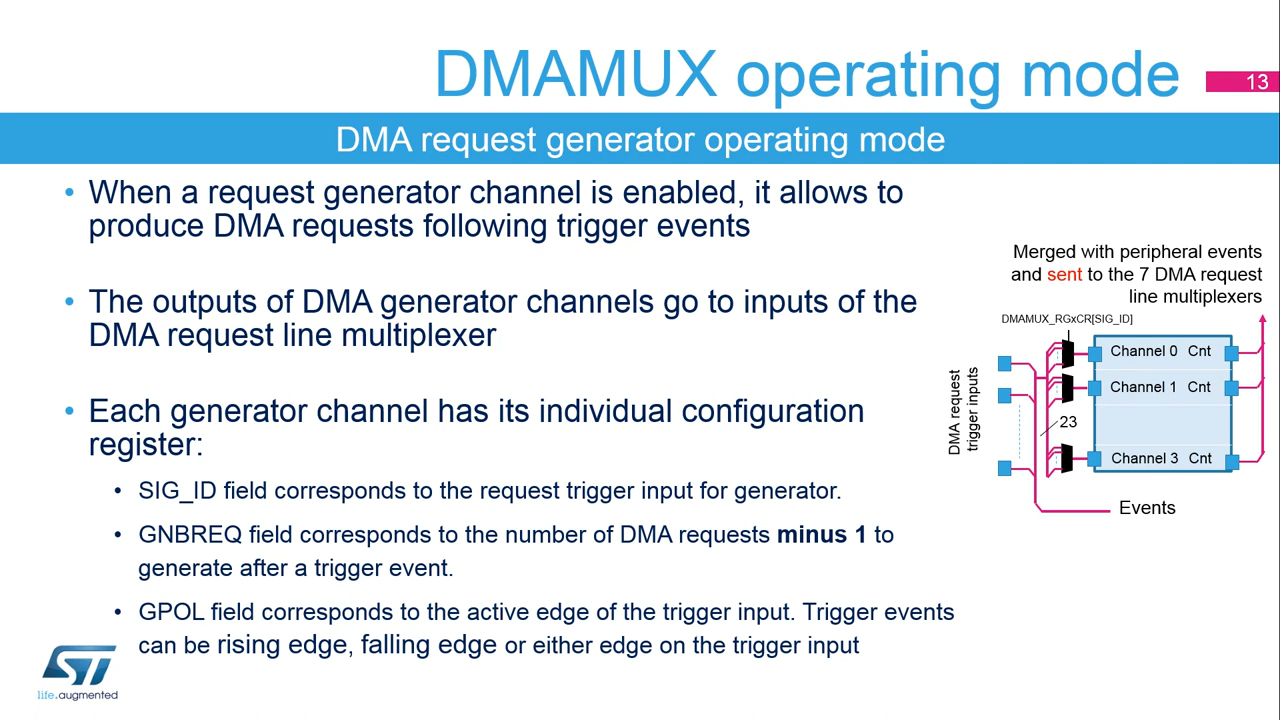 DMAMUX operating mode
13
DMA request generator operating mode
• When a request generator channel is enabled, it allows to
produce DMA requests following trigger events
• The outputs of DMA generator channels go to inputs of the
DMA request line multiplexer
• Each generator channel has its individual configuration
register:
• SIG_ID field corresponds to the request trigger input for generator.
• GNBREQ field corresponds to the number of DMA requests minus 1 to
generate after a trigger event.
• GPOL field corresponds to the active edge of the trigger input. Trigger events
can be rising edge, falling edge or either edge on the trigger input
Merged with peripheral events
and sent to the 7 DMA request
line multiplexers
DMAMUX_RGxCR[SIG_ID]
DMA request
trigger inputs
Channel 0 Cnt
Channel 1 Cnt
23
Channel 3 Cnt
Events
ST
life.augmented